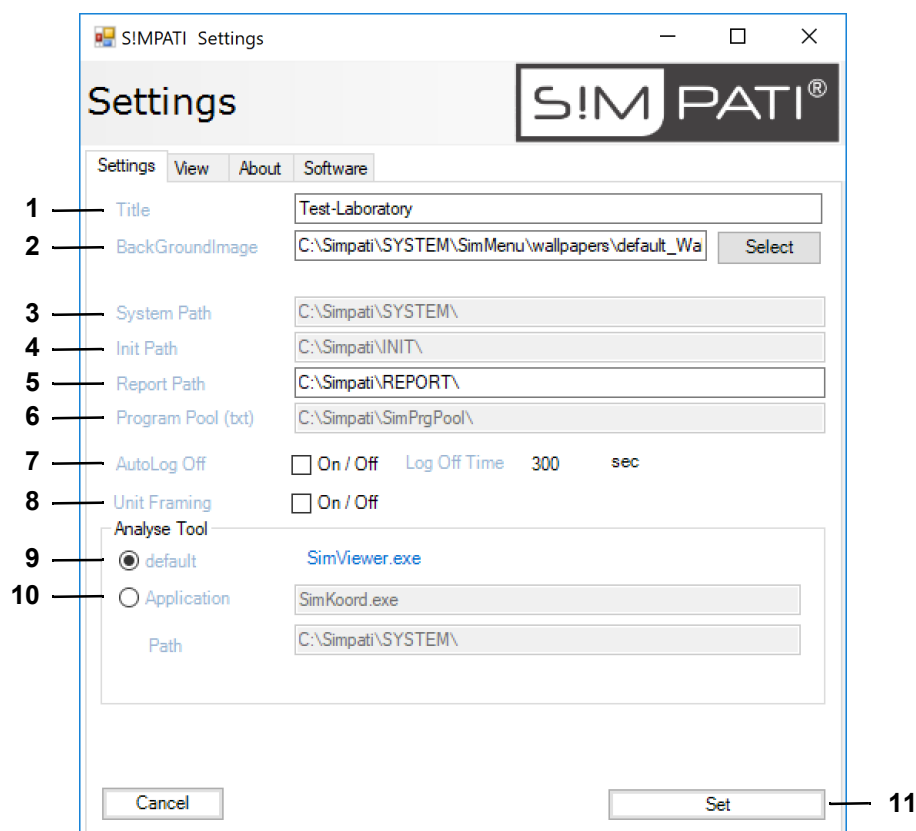 S!MPATI Settings
Settings
S!M PATI®
Settings View About Software
1 Title Test-Laboratory
2 BackGroundImage C:\Simpati\SYSTEM\SimMenu\wallpapers\default_Wa Select
3 System Path C:\Simpati\SYSTEM\
4 Init Path C:\Simpati\INIT\
5 Report Path C:\Simpati\REPORT\
6 Program Pool (txt) C:\Simpati\SimPrgPool\
7 AutoLog Off On / Off Log Off Time 300 sec
8 Unit Framing On / Off
Analyse Tool
9 default SimViewer.exe
10 Application SimKoord.exe
Path C:\Simpati\SYSTEM\
Cancel Set 11